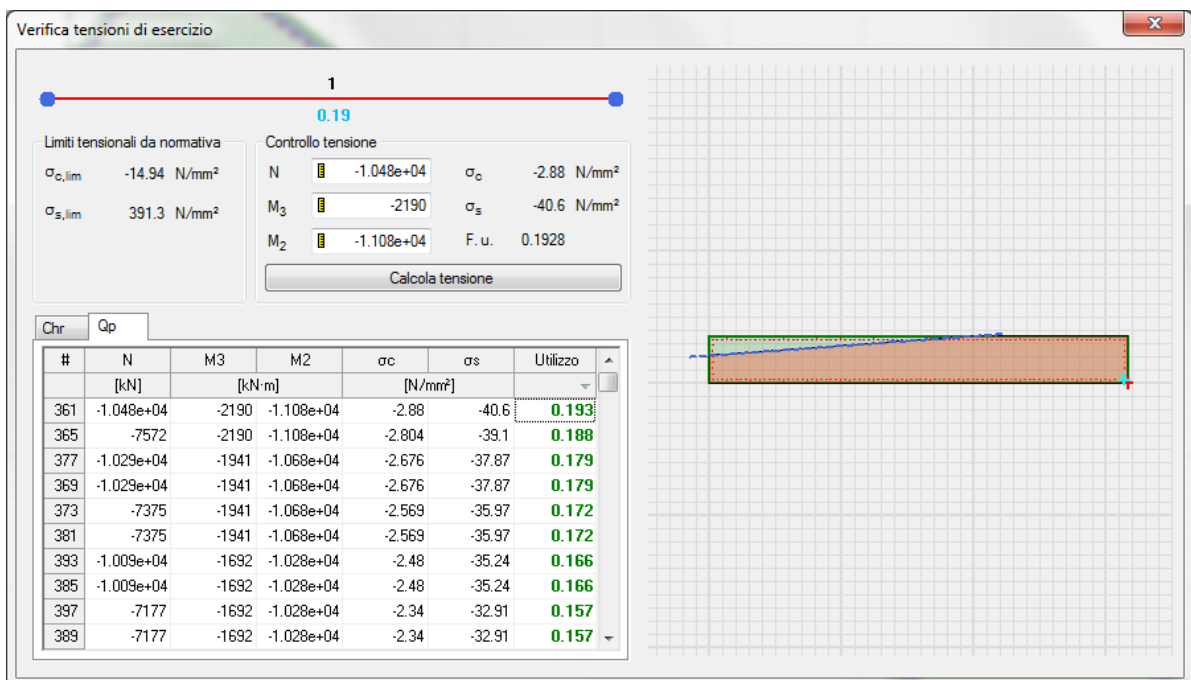 Verifica tensioni di esercizio
1
0.19
Limiti tensionali da normativa
σc,lim -14.94 N/mm²
σs,lim 391.3 N/mm²
Controllo tensione
N -1.048e+04 σc -2.88 N/mm²
M3 -2190 σs -40.6 N/mm²
M2 -1.108e+04 F. u. 0.1928
Calcola tensione
Chr Qp
# N M3 M2 σc σs Utilizzo
[kN] [kN·m] [N/mm²]
361 -1.048e+04 -2190 -1.108e+04 -2.88 -40.6 0.193
365 -7572 -2190 -1.108e+04 -2.804 -39.1 0.188
377 -1.029e+04 -1941 -1.068e+04 -2.676 -37.87 0.179
369 -1.029e+04 -1941 -1.068e+04 -2.676 -37.87 0.179
373 -7375 -1941 -1.068e+04 -2.569 -35.97 0.172
381 -7375 -1941 -1.068e+04 -2.569 -35.97 0.172
393 -1.009e+04 -1692 -1.028e+04 -2.48 -35.24 0.166
385 -1.009e+04 -1692 -1.028e+04 -2.48 -35.24 0.166
397 -7177 -1692 -1.028e+04 -2.34 -32.91 0.157
389 -7177 -1692 -1.028e+04 -2.34 -32.91 0.157